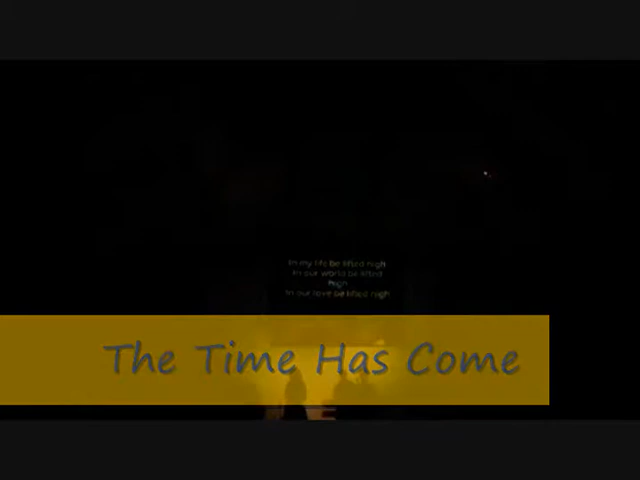 In my life be lifted high
In our world be lifted
high
In our love be lifted high
The Time Has Come